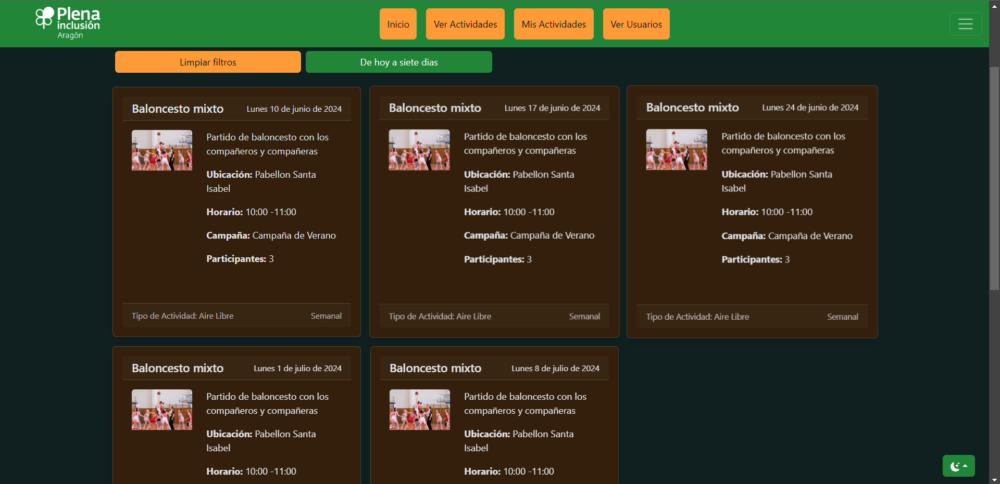 Plena
inclusión
Aragón
Inicio
Ver Actividades
Mis Actividades
Ver Usuarios
Limpiar filtros
De hoy a siete dias
Baloncesto mixto
Lunes 10 de junio de 2024
Partido de baloncesto con los
compañeros y compañeras
Ubicación: Pabellon Santa
Isabel
Horario: 10:00 -11:00
Campaña: Campaña de Verano
Participantes: 3
Tipo de Actividad: Aire Libre
Semanal
Baloncesto mixto
Lunes 17 de junio de 2024
Partido de baloncesto con los
compañeros y compañeras
Ubicación: Pabellon Santa
Isabel
Horario: 10:00 -11:00
Campaña: Campaña de Verano
Participantes: 3
Tipo de Actividad: Aire Libre
Semanal
Baloncesto mixto
Lunes 24 de junio de 2024
Partido de baloncesto con los
compañeros y compañeras
Ubicación: Pabellon Santa
Isabel
Horario: 10:00 -11:00
Campaña: Campaña de Verano
Participantes: 3
Tipo de Actividad: Aire Libre
Semanal
Baloncesto mixto
Lunes 1 de julio de 2024
Partido de baloncesto con los
compañeros y compañeras
Ubicación: Pabellon Santa
Isabel
Horario: 10:00 -11:00
Baloncesto mixto
Lunes 8 de julio de 2024
Partido de baloncesto con los
compañeros y compañeras
Ubicación: Pabellon Santa
Isabel
Horario: 10:00 -11:00